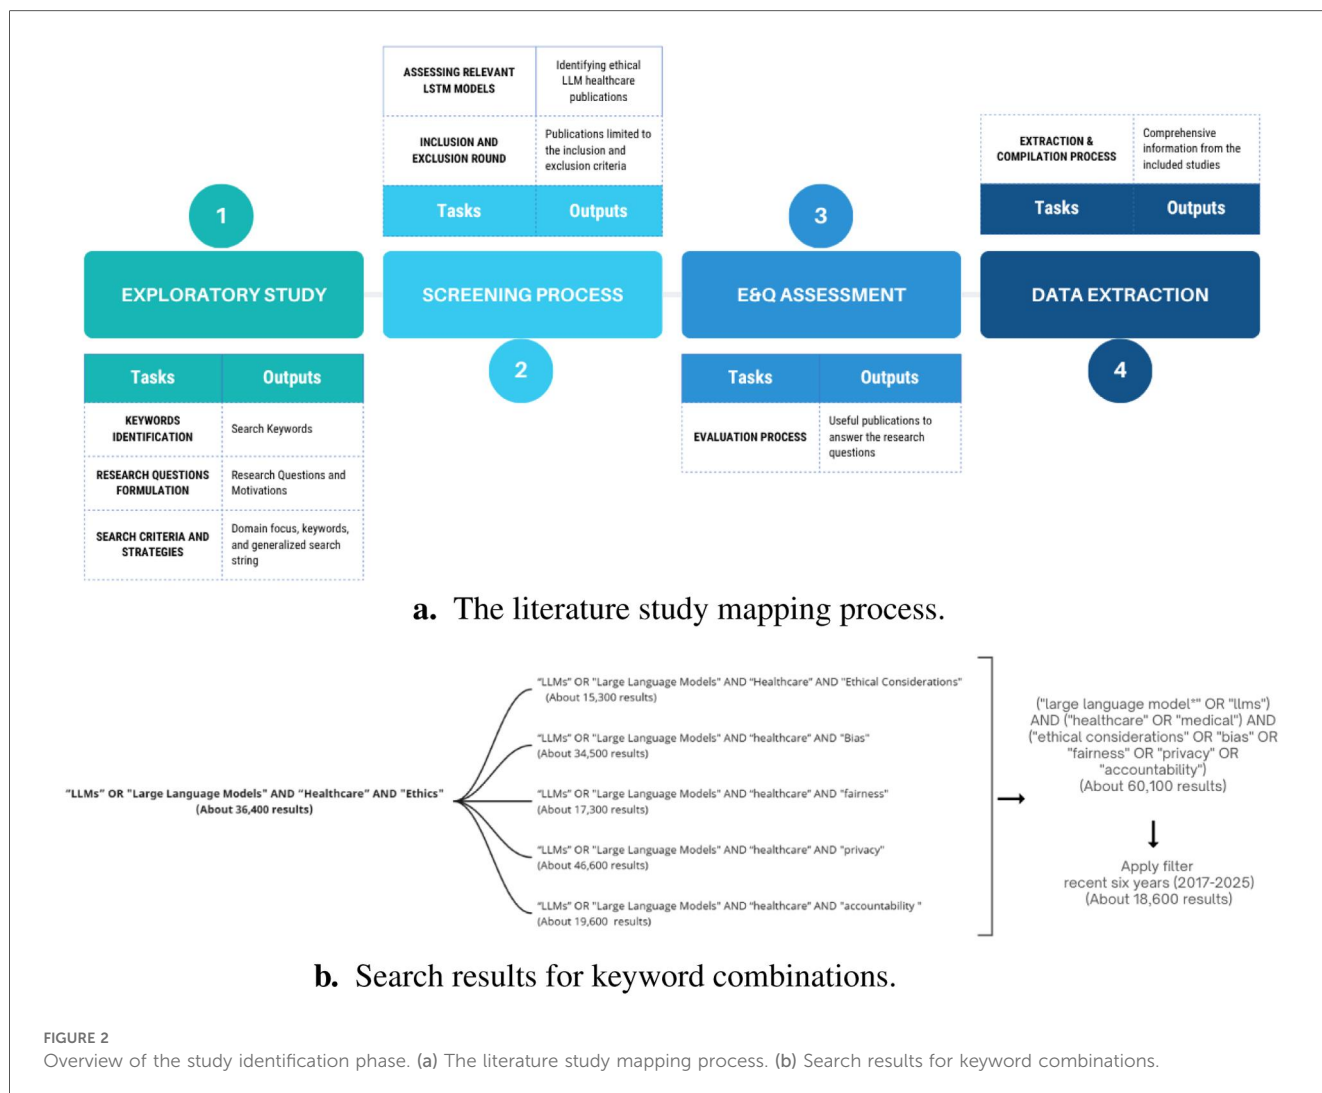 ASSESSING RELEVANT
LSTM MODELS
Identifying ethical
LLM healthcare
publications
INCLUSION AND
EXCLUSION ROUND
Publications limited to
the inclusion and
exclusion criteria
Tasks
Outputs
EXTRACTION &
COMPILATION PROCESS
Comprehensive
information from the
included studies
Tasks
Outputs
1
3
EXPLORATORY STUDY
SCREENING PROCESS
E&Q ASSESSMENT
DATA EXTRACTION
2
4
Tasks
Outputs
KEYWORDS
IDENTIFICATION
Search Keywords
RESEARCH QUESTIONS
FORMULATION
Research Questions and
Motivations
SEARCH CRITERIA AND
STRATEGIES
Domain focus, keywords,
and generalized search
string
Tasks
Outputs
EVALUATION PROCESS
Useful publications to
answer the research
questions
a. The literature study mapping process.
"LLMs" OR "Large Language Models" AND "Healthcare" AND "Ethics"
(About 36,400 results)
"LLMs" OR "Large Language Models" AND "Healthcare" AND "Ethical Considerations"
(About 15,300 results)
"LLMs" OR "Large Language Models" AND "healthcare" AND "Bias"
(About 34,500 results)
"LLMs" OR "Large Language Models" AND "healthcare" AND "fairness"
(About 17,300 results)
"LLMs" OR "Large Language Models" AND "healthcare" AND "privacy"
(About 46,600 results)
"LLMs" OR "Large Language Models" AND "healthcare" AND "accountability "
(About 19,600 results)
("large language model*" OR "llms")
AND ("healthcare" OR "medical") AND
("ethical considerations" OR "bias" OR
"fairness" OR "privacy" OR
"accountability")
(About 60,100 results)
Apply filter
recent six years (2017-2025)
(About 18,600 results)
b. Search results for keyword combinations.
FIGURE 2
Overview of the study identification phase. (a) The literature study mapping process. (b) Search results for keyword combinations.